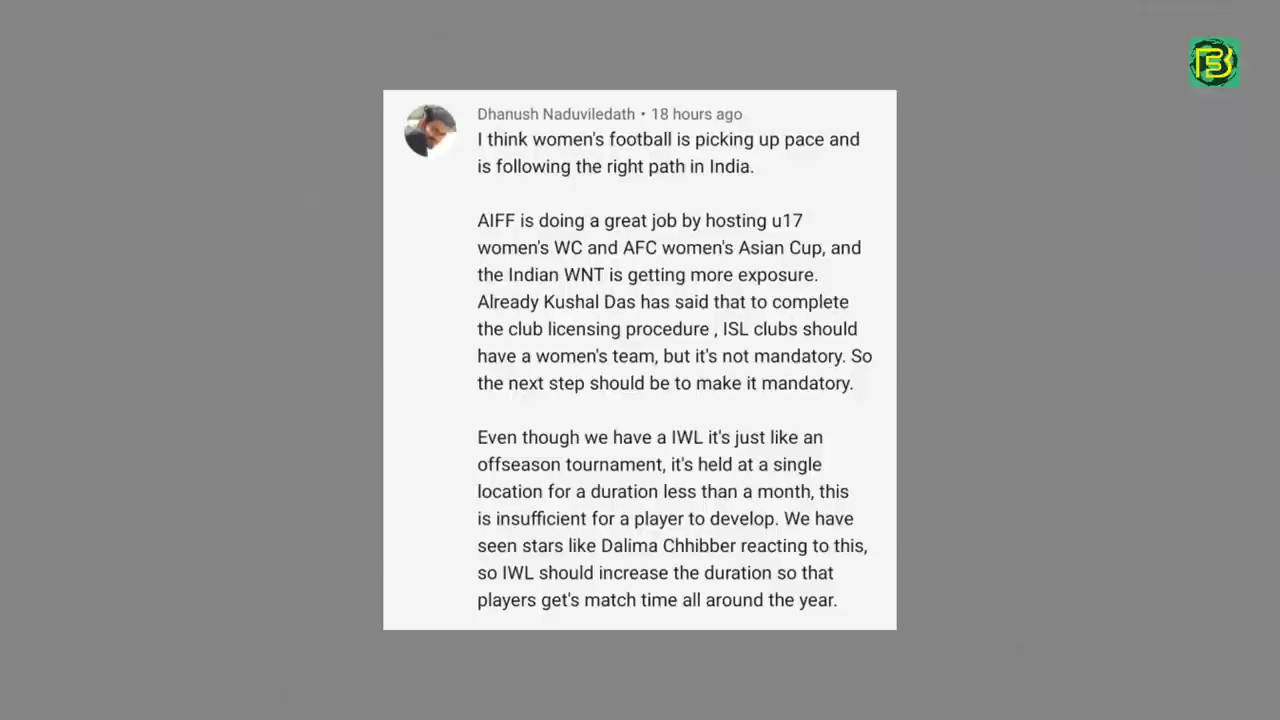 Dhanush Naduviledath • 18 hours ago
I think women's football is picking up pace and
is following the right path in India.
AIFF is doing a great job by hosting u17
women's WC and AFC women's Asian Cup, and
the Indian WNT is getting more exposure.
Already Kushal Das has said that to complete
the club licensing procedure , ISL clubs should
have a women's team, but it's not mandatory. So
the next step should be to make it mandatory.
Even though we have a IWL it's just like an
offseason tournament, it's held at a single
location for a duration less than a month, this
is insufficient for a player to develop. We have
seen stars like Dalima Chhibber reacting to this,
so IWL should increase the duration so that
players get's match time all around the year.